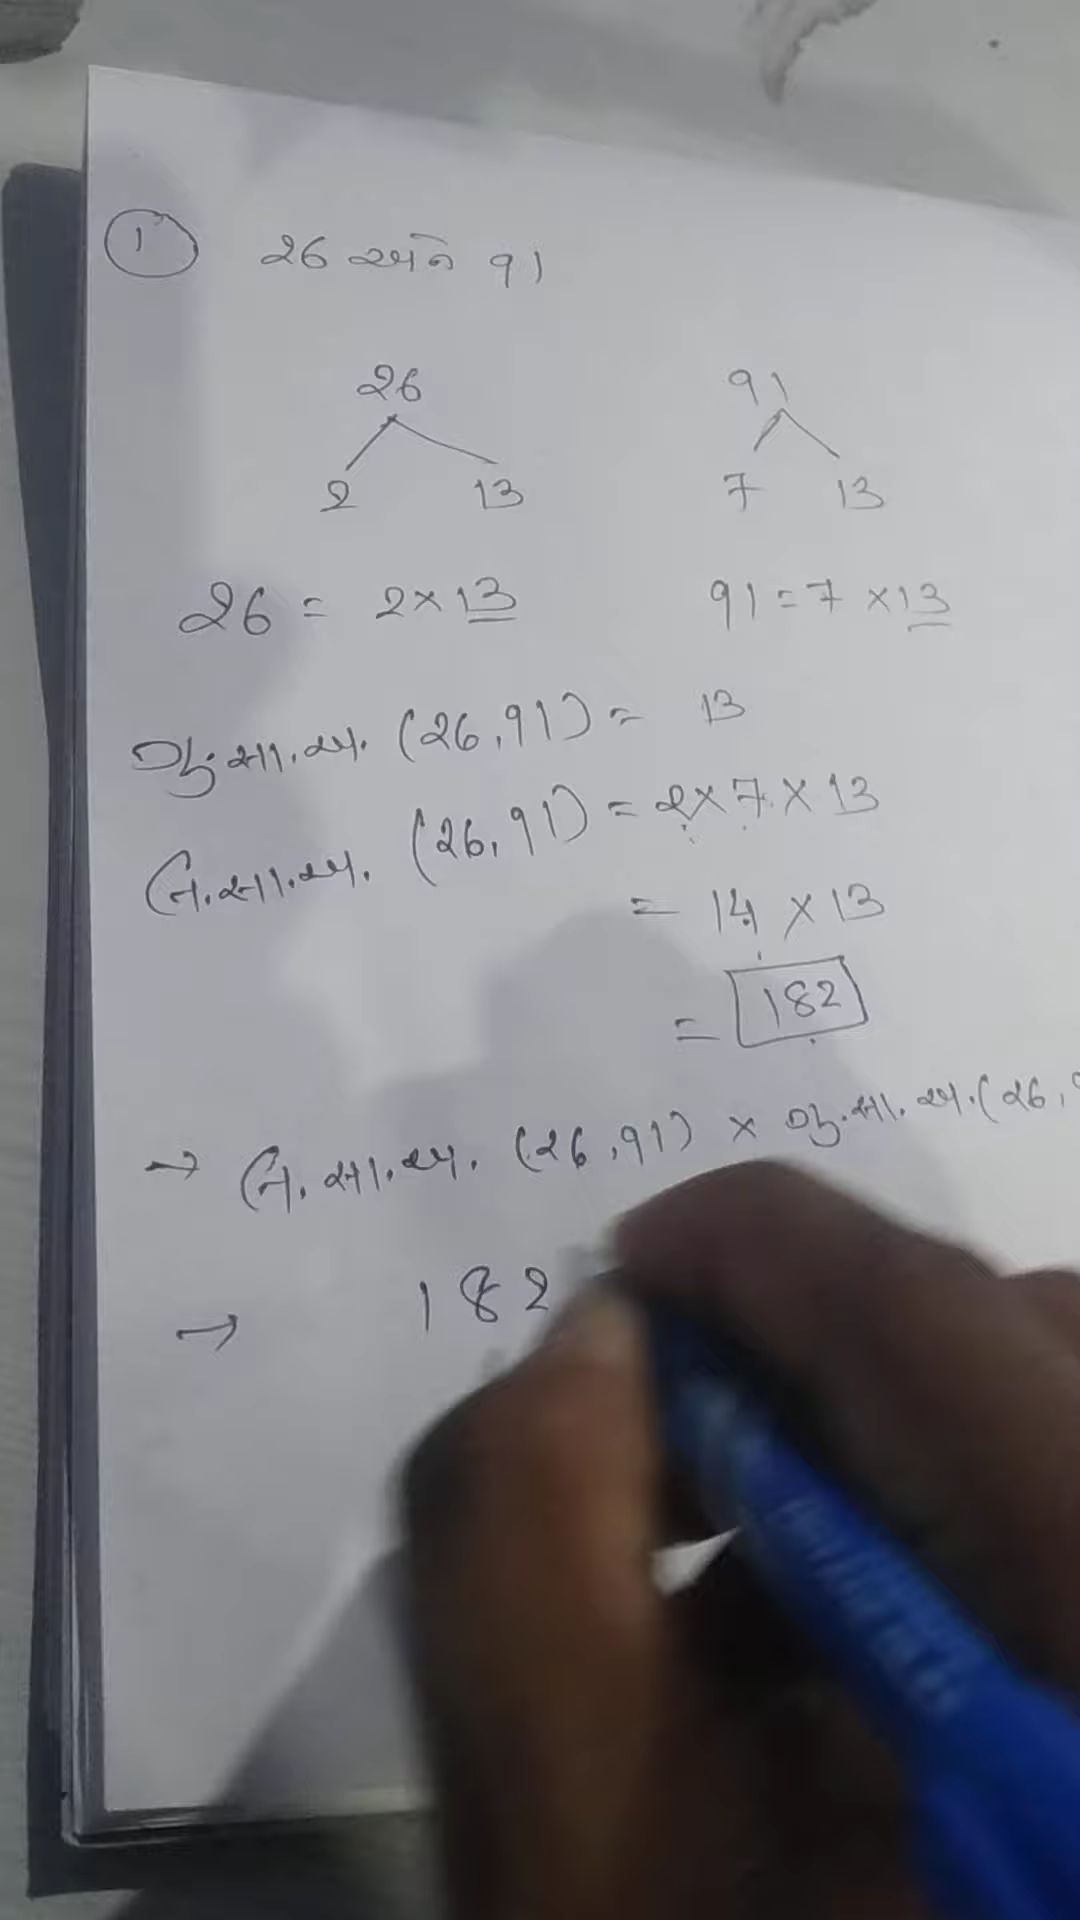 1
26 અને 91
26 91
2 13 7 13
26 = 2 × 13 91 = 7 × 13
ગુ.સા.અ. (26, 91) = 13
લ.સા.અ. (26, 91) = 2 × 7 × 13
= 14 × 13
= 182
→ લ.સા.અ. (26, 91) × ગુ.સા.અ. (26,
→ 182